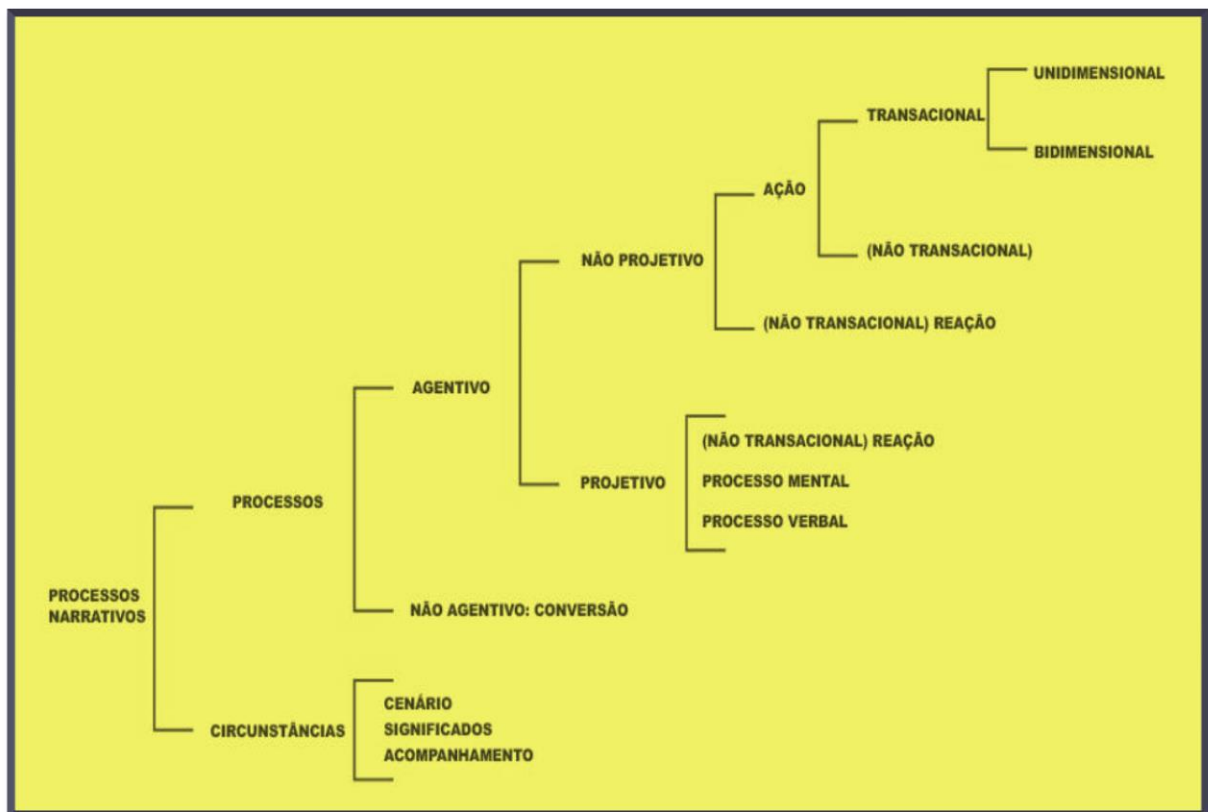 UNIDIMENSIONAL
TRANSACIONAL
BIDIMENSIONAL
AÇÃO
(NÃO TRANSACIONAL)
NÃO PROJETIVO
(NÃO TRANSACIONAL) REAÇÃO
AGENTIVO
(NÃO TRANSACIONAL) REAÇÃO
PROJETIVO
PROCESSO MENTAL
PROCESSO VERBAL
PROCESSOS
PROCESSOS
NARRATIVOS
NÃO AGENTIVO: CONVERSÃO
CIRCUNSTÂNCIAS
CENÁRIO
SIGNIFICADOS
ACOMPANHAMENTO